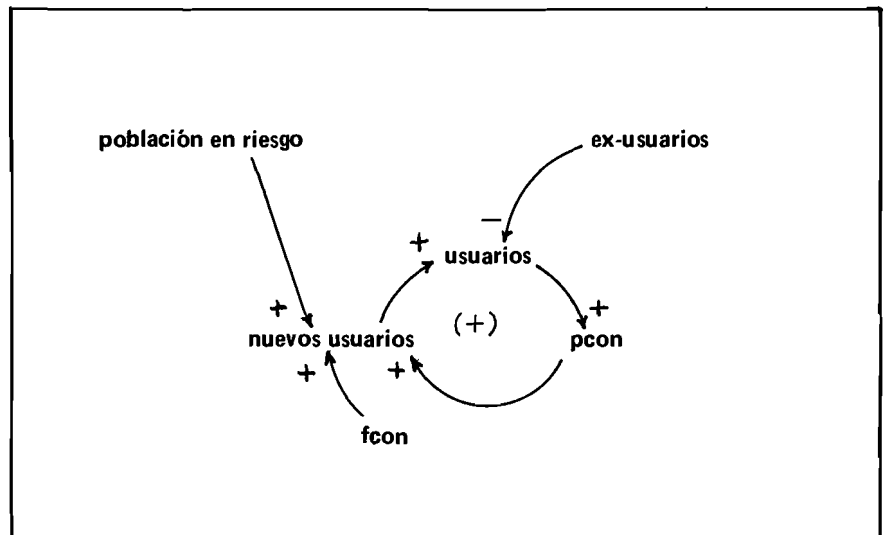 población en riesgo
ex-usuarios
−
+
usuarios
+
+
(+)
nuevos usuarios
pcon
+
+
fcon